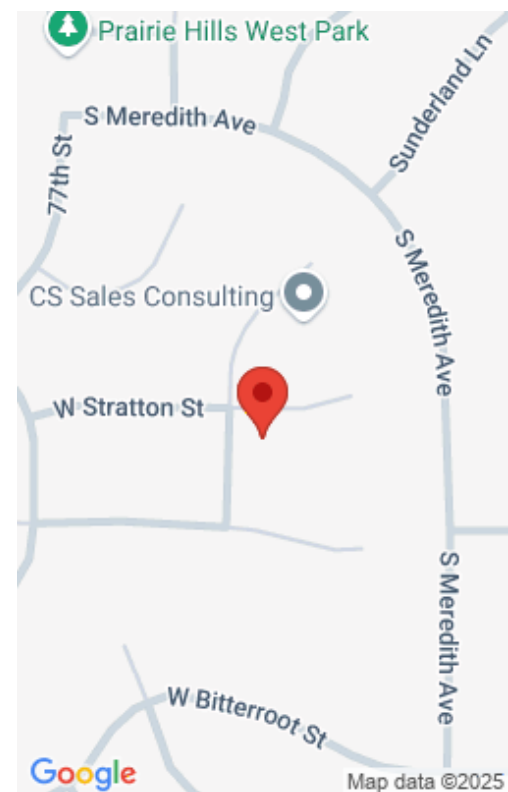 Prairie Hills West Park
Sunderland Ln
S Meredith Ave
77th St
S Meredith Ave
CS Sales Consulting
W Stratton St
S Meredith Ave
W Bitterroot St
Google
Map data ©2025